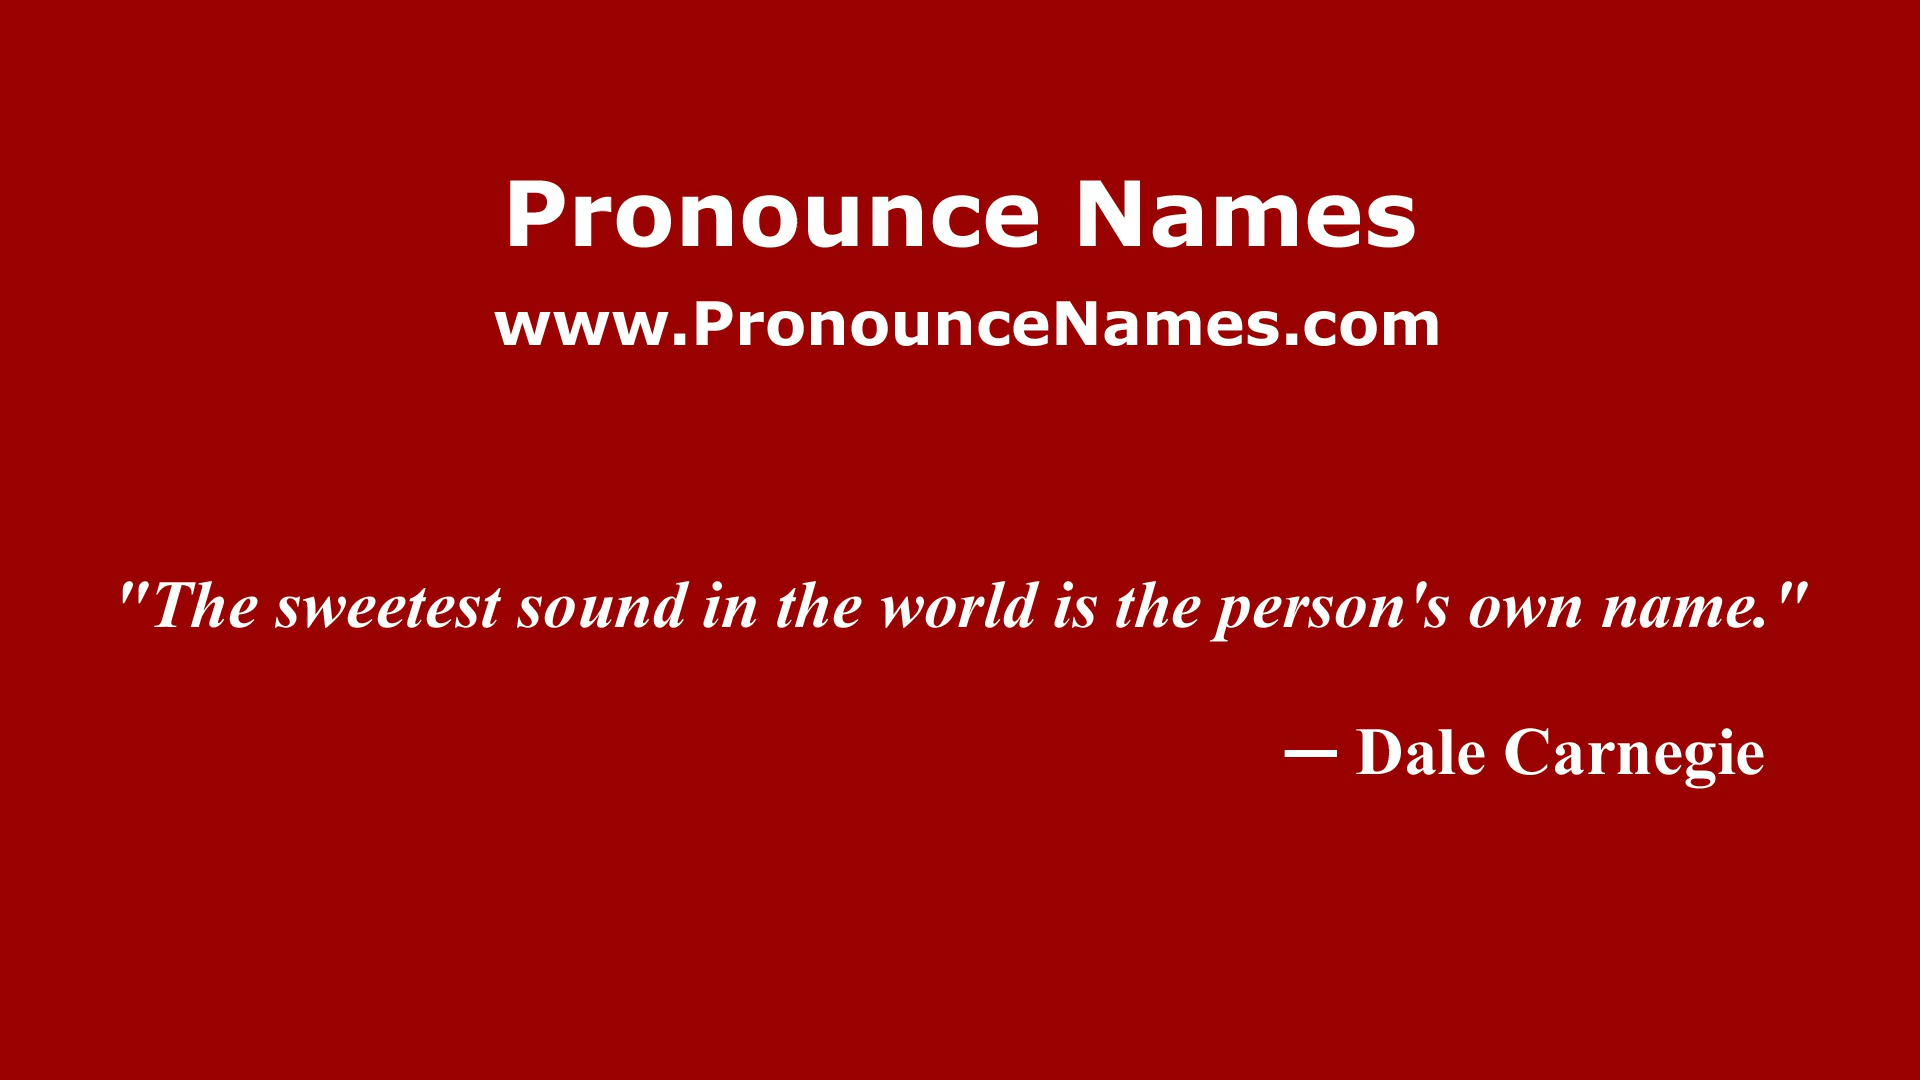 Pronounce Names
www.PronounceNames.com
"The sweetest sound in the world is the person's own name."
— Dale Carnegie